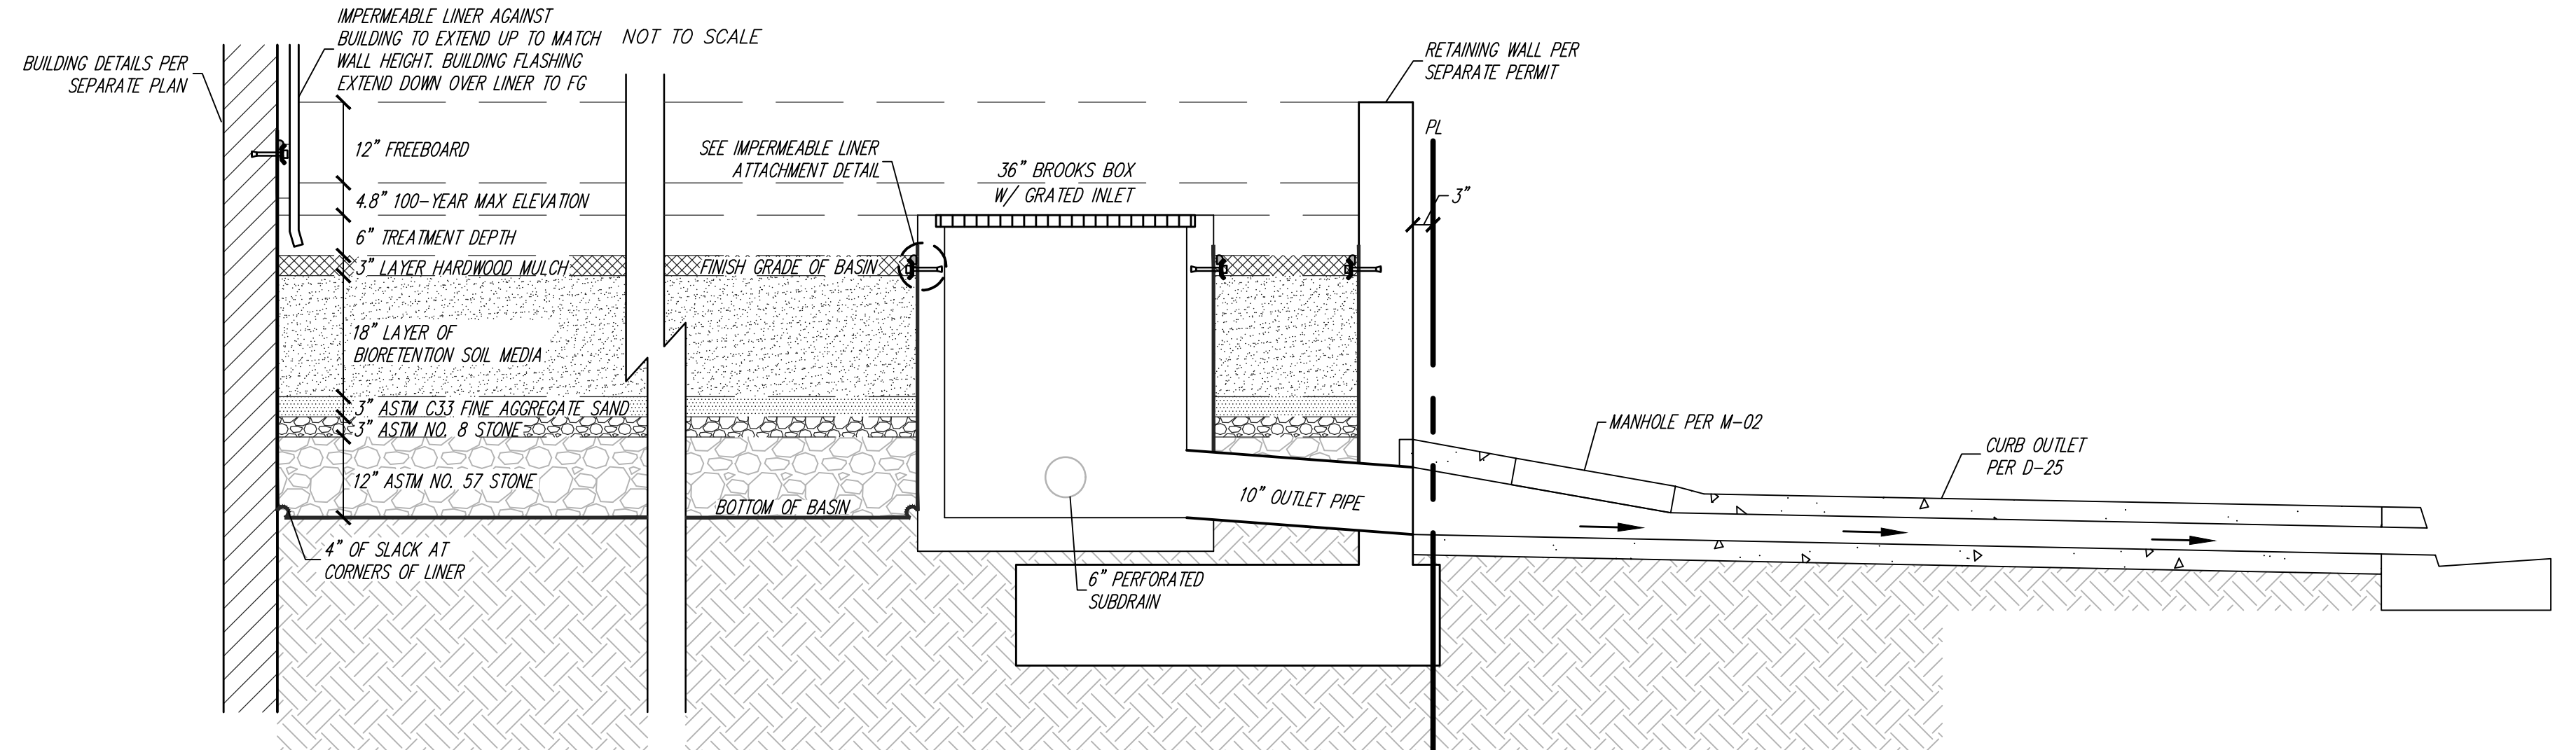 IMPERMEABLE LINER AGAINST
BUILDING TO EXTEND UP TO MATCH
WALL HEIGHT. BUILDING FLASHING
EXTEND DOWN OVER LINER TO FG
NOT TO SCALE
BUILDING DETAILS PER
SEPARATE PLAN
RETAINING WALL PER
SEPARATE PERMIT
PL
3"
12" FREEBOARD
4.8" 100-YEAR MAX ELEVATION
6" TREATMENT DEPTH
3" LAYER HARDWOOD MULCH
18" LAYER OF
BIORETENTION SOIL MEDIA
3" ASTM C33 FINE AGGREGATE SAND
3" ASTM NO. 8 STONE
12" ASTM NO. 57 STONE
4" OF SLACK AT
CORNERS OF LINER
SEE IMPERMEABLE LINER
ATTACHMENT DETAIL
36" BROOKS BOX
W/ GRATED INLET
FINISH GRADE OF BASIN
BOTTOM OF BASIN
10" OUTLET PIPE
6" PERFORATED
SUBDRAIN
MANHOLE PER M-02
CURB OUTLET
PER D-25